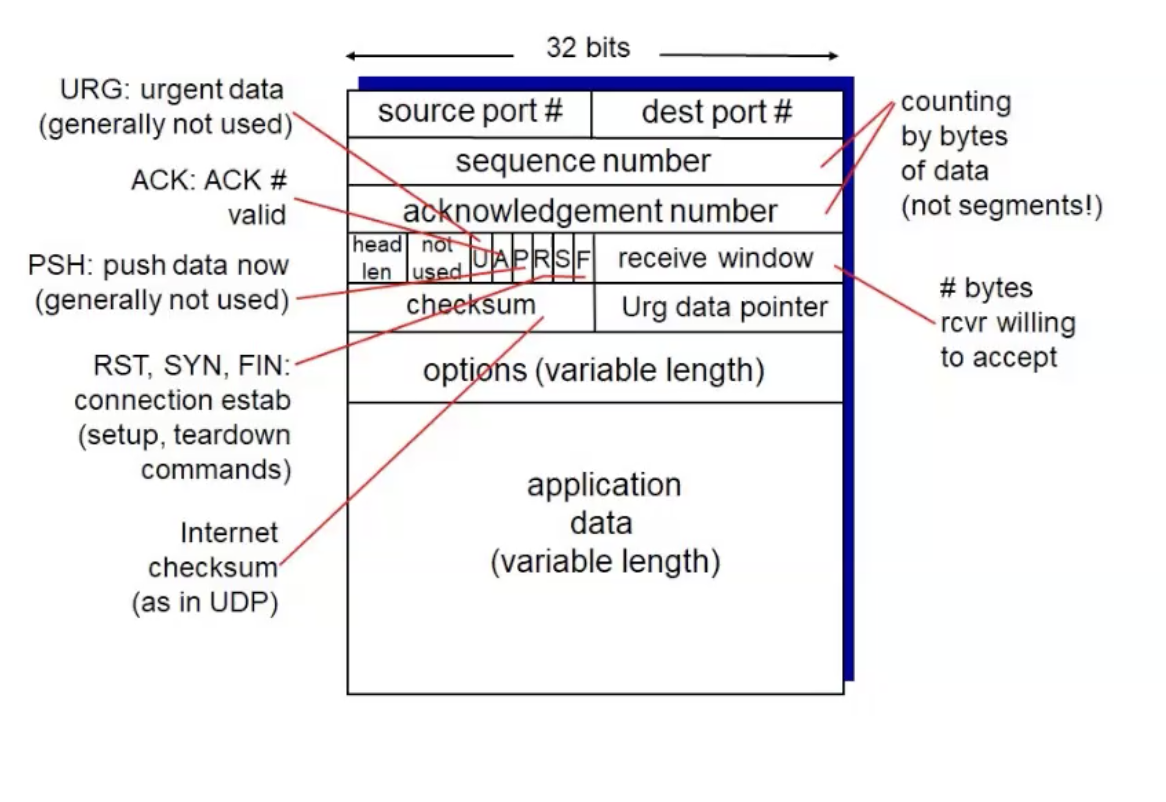 32 bits
URG: urgent data
(generally not used)
ACK: ACK #
valid
PSH: push data now
(generally not used)
RST, SYN, FIN:
connection estab
(setup, teardown
commands)
Internet
checksum
(as in UDP)
source port #
dest port #
sequence number
acknowledgement number
head
len
not
used
U A P R S F
receive window
checksum
Urg data pointer
options (variable length)
application
data
(variable length)
counting
by bytes
of data
(not segments!)
# bytes
rcvr willing
to accept